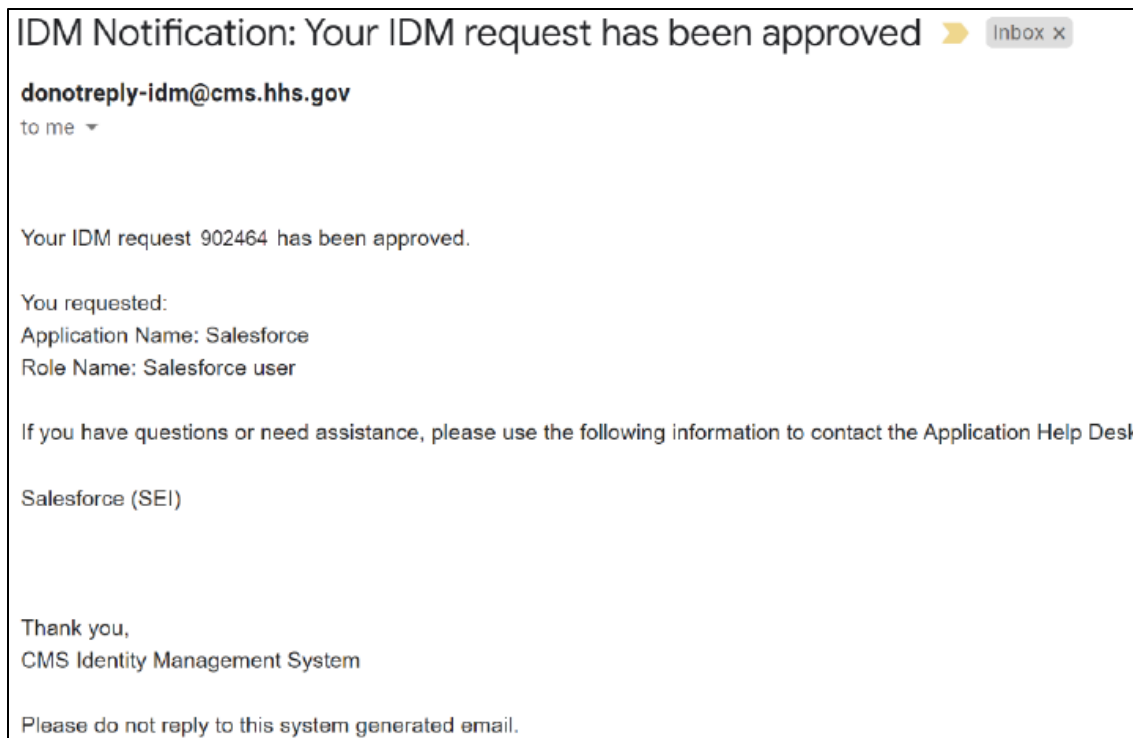 IDM Notification: Your IDM request has been approved Inbox x
donotreply-idm@cms.hhs.gov
to me
Your IDM request 902464 has been approved.
You requested:
Application Name: Salesforce
Role Name: Salesforce user
If you have questions or need assistance, please use the following information to contact the Application Help Desk
Salesforce (SEI)
Thank you,
CMS Identity Management System
Please do not reply to this system generated email.